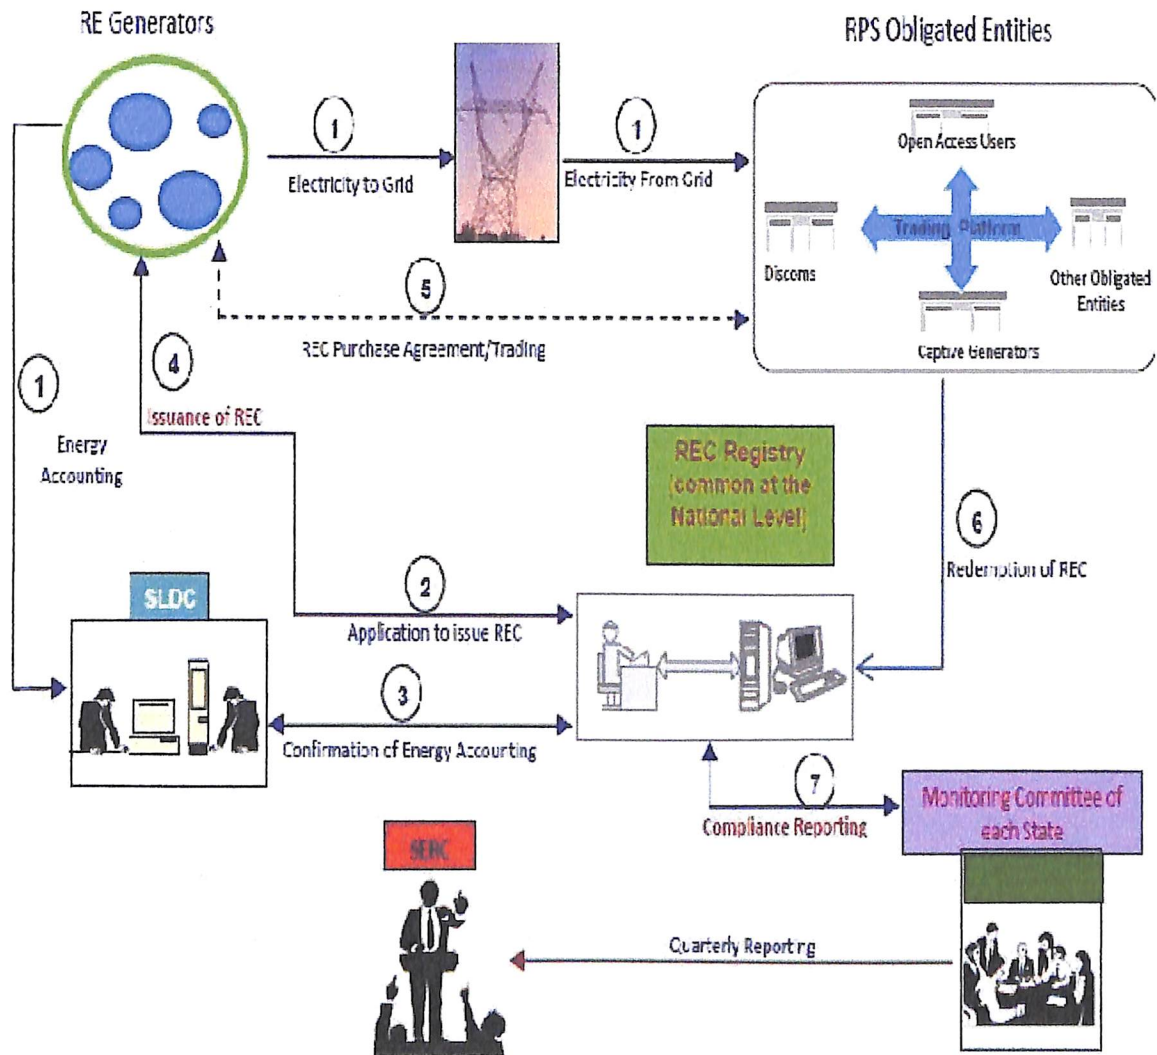 RE Generators
RPS Obligated Entities
1
1
Electricity to Grid
Electricity From Grid
Open Access Users
Trading Platform
Discoms
Other Obligated
Entities
Captive Generators
5
REC Purchase Agreement/Trading
4
1
Issuance of REC
Energy
Accounting
REC Registry
(common at the
National Level)
6
Redemption of REC
SLDC
2
Application to issue REC
3
Confirmation of Energy Accounting
7
Compliance Reporting
Monitoring Committee of
each State
SERC
Quarterly Reporting